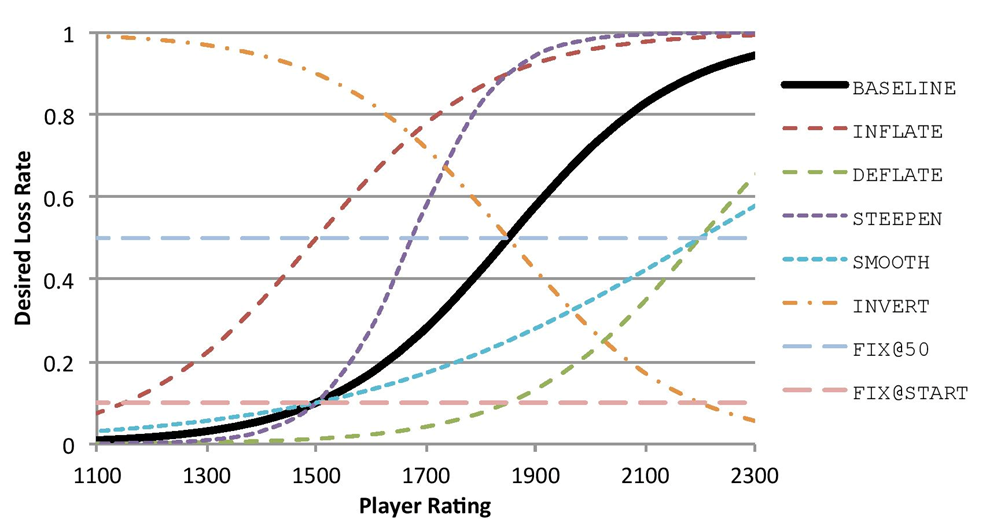 Desired Loss Rate
1
0.8
0.6
0.4
0.2
0
1100 1300 1500 1700 1900 2100 2300
Player Rating
BASELINE
INFLATE
DEFLATE
STEEPEN
SMOOTH
INVERT
FIX@50
FIX@START